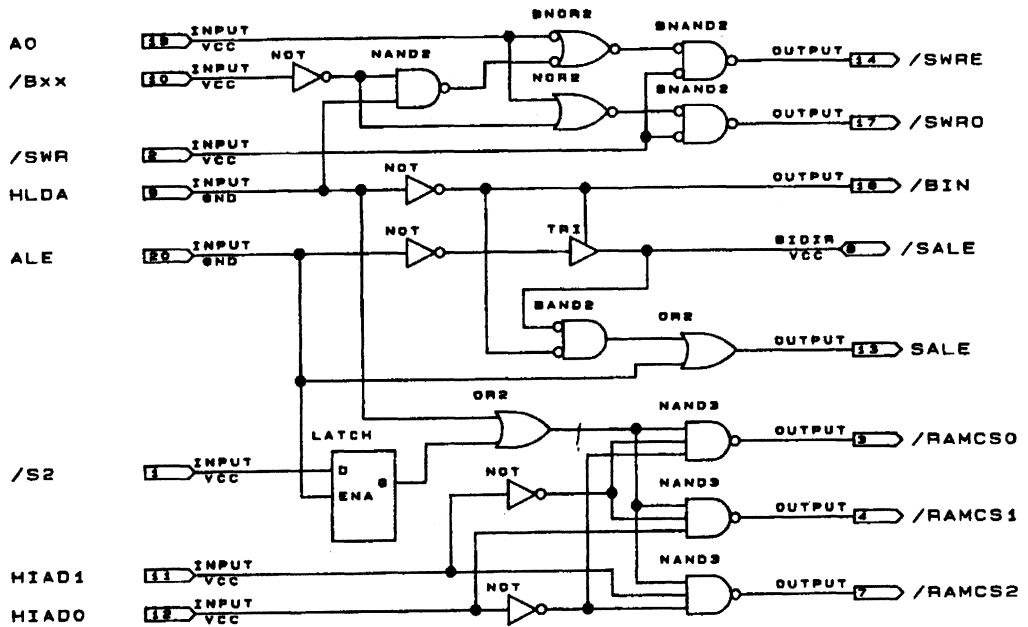 A0 19 INPUT VCC
/Bxx 10 INPUT VCC
NOT
NAND2
BNOR2
NOR2
BNAND2
OUTPUT 14 /SWRE
BNAND2
OUTPUT 17 /SWRO
/SWR 2 INPUT VCC
HLDA 9 INPUT GND
NOT
OUTPUT /BIN
ALE 20 INPUT GND
NOT
TRI
BIDIR VCC /SALE
BAND2
OR2
OUTPUT 13 SALE
OR2
LATCH
D
ENA
/S2 1 INPUT VCC
NAND3
OUTPUT 3 /RAMCS0
NOT
NAND3
OUTPUT 4 /RAMCS1
HIAD1 11 INPUT VCC
NAND3
OUTPUT 7 /RAMCS2
HIAD0 12 INPUT VCC
NOT